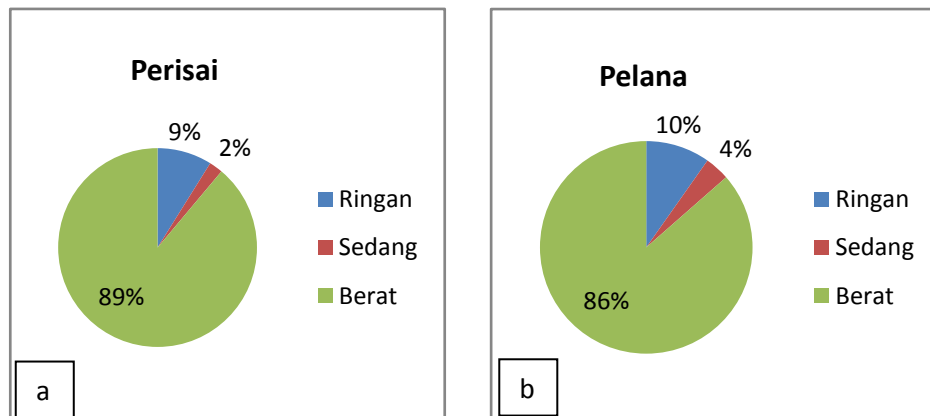 Perisai
9%
2%
89%
Ringan
Sedang
Berat
a
Pelana
10%
4%
86%
Ringan
Sedang
Berat
b